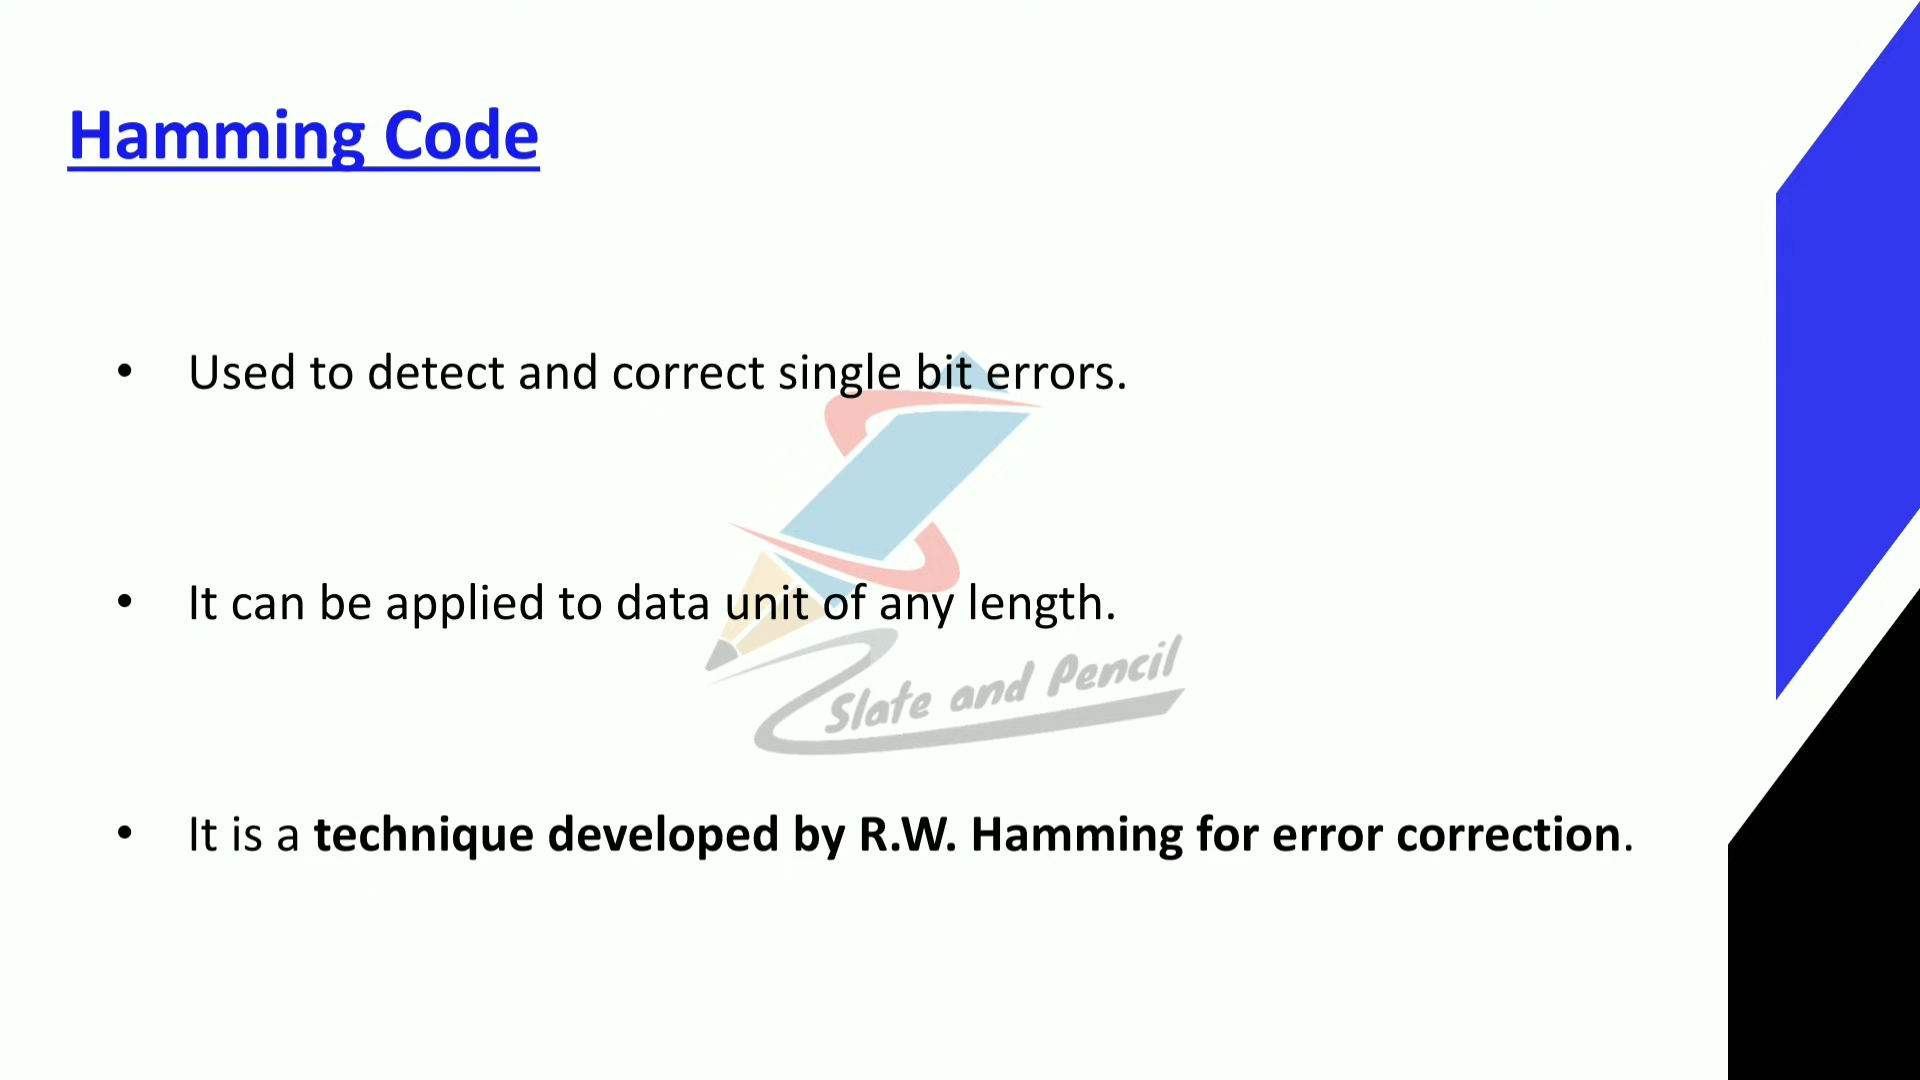 Hamming Code
• Used to detect and correct single bit errors.
• It can be applied to data unit of any length.
Slate and Pencil
• It is a technique developed by R.W. Hamming for error correction.